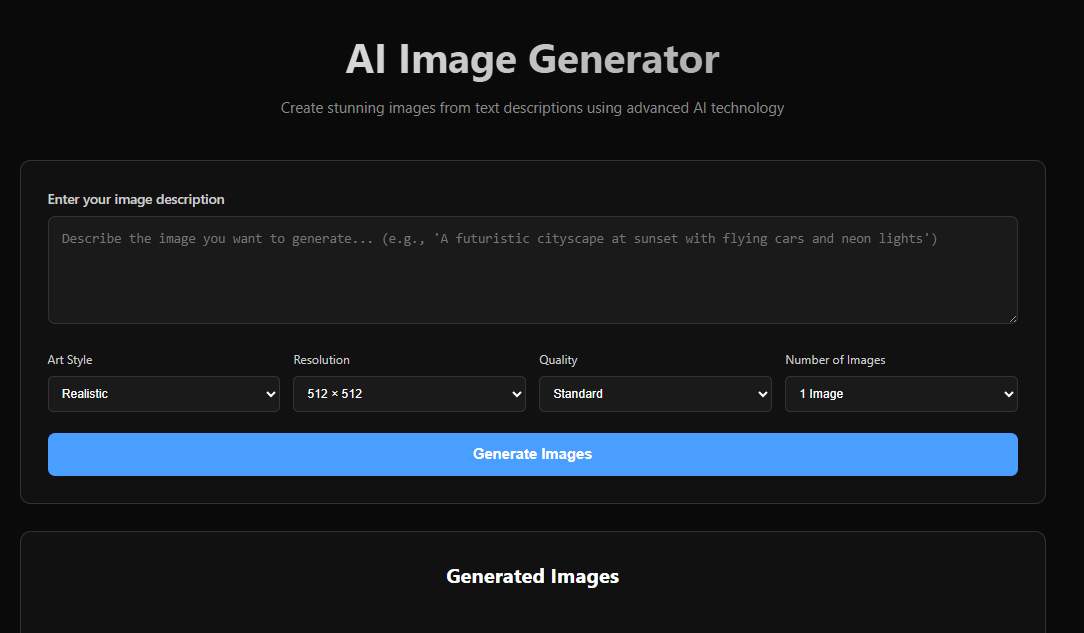 AI Image Generator
Create stunning images from text descriptions using advanced AI technology
Enter your image description
Describe the image you want to generate... (e.g., 'A futuristic cityscape at sunset with flying cars and neon lights')
Art Style
Resolution
Quality
Number of Images
Realistic
512 × 512
Standard
1 Image
Generate Images
Generated Images